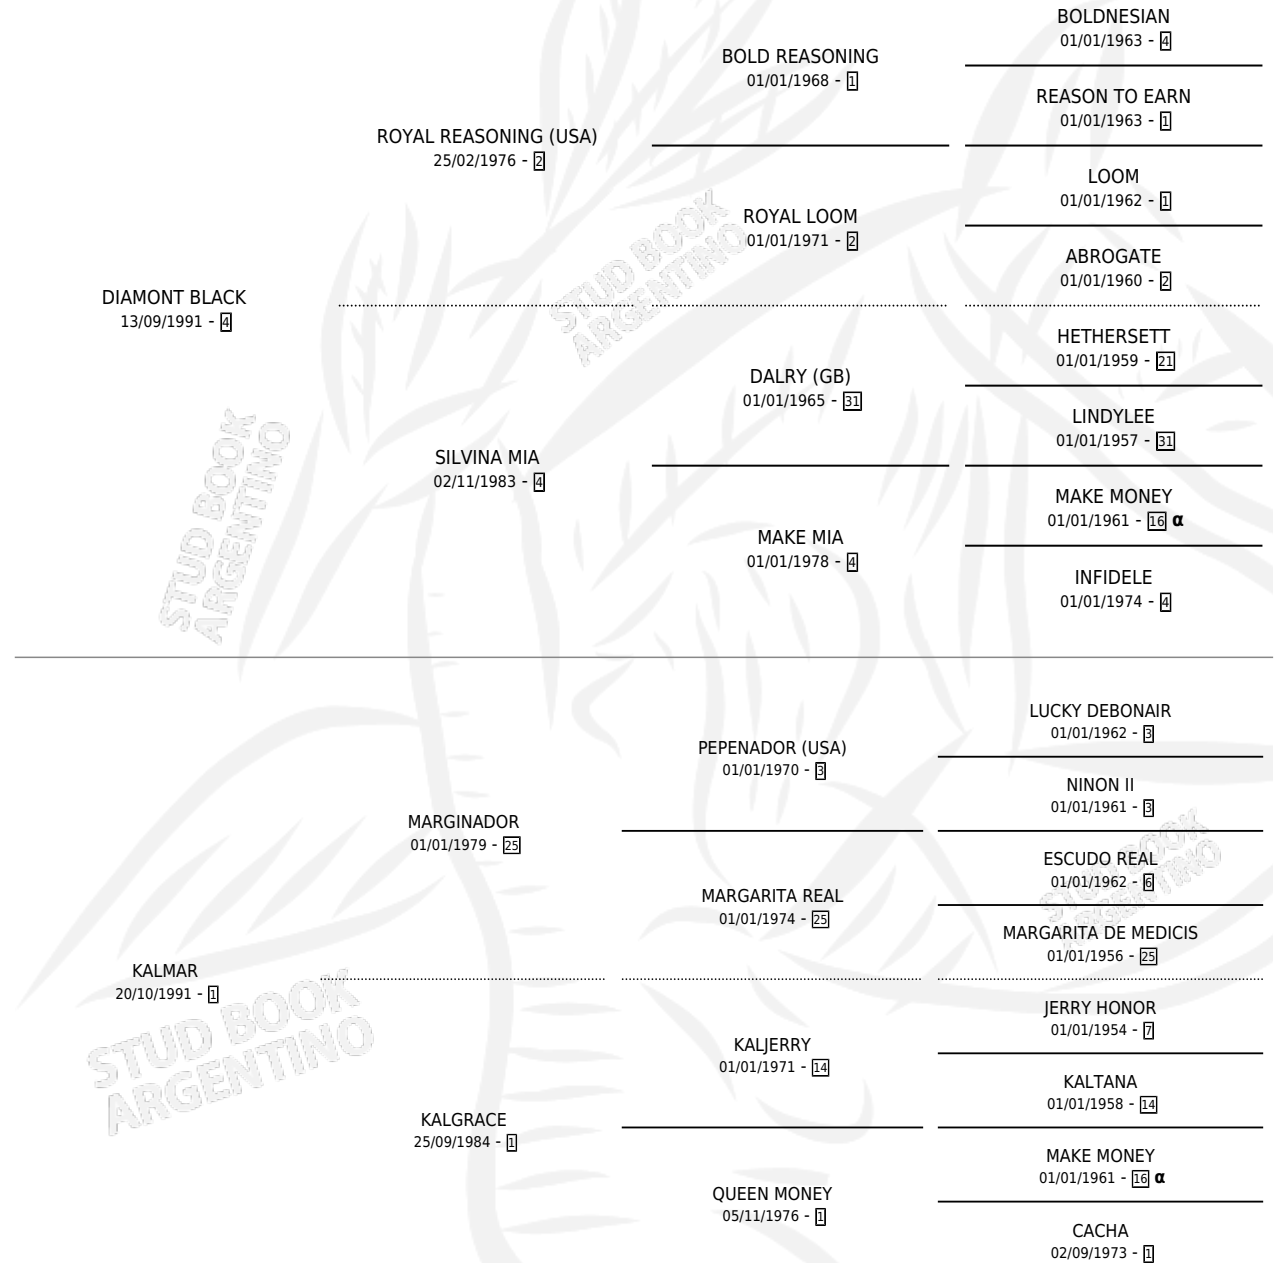 BOLDNESIAN
01/01/1963 - 4
BOLD REASONING
01/01/1968 - 1
REASON TO EARN
01/01/1963 - 1
ROYAL REASONING (USA)
25/02/1976 - 2
LOOM
01/01/1962 - 1
ROYAL LOOM
01/01/1971 - 2
ABROGATE
01/01/1960 - 2
DIAMONT BLACK
13/09/1991 - 4
HETHERSETT
01/01/1959 - 21
DALRY (GB)
01/01/1965 - 31
LINDYLEE
01/01/1957 - 31
SILVINA MIA
02/11/1983 - 4
MAKE MONEY
01/01/1961 - 16 α
MAKE MIA
01/01/1978 - 4
INFIDELE
01/01/1974 - 4
LUCKY DEBONAIR
01/01/1962 - 3
PEPENADOR (USA)
01/01/1970 - 3
NINON II
01/01/1961 - 3
MARGINADOR
01/01/1979 - 25
ESCUDO REAL
01/01/1962 - 6
MARGARITA REAL
01/01/1974 - 25
MARGARITA DE MEDICIS
01/01/1956 - 25
KALMAR
20/10/1991 - 1
JERRY HONOR
01/01/1954 - 7
KALJERRY
01/01/1971 - 14
KALTANA
01/01/1958 - 14
KALGRACE
25/09/1984 - 1
MAKE MONEY
01/01/1961 - 16 α
QUEEN MONEY
05/11/1976 - 1
CACHA
02/09/1973 - 1
STUD BOOK
ARGENTINO
STUD BOOK
ARGENTINO
STUD BOOK
ARGENTINO
STUD BOOK
ARGENTINO